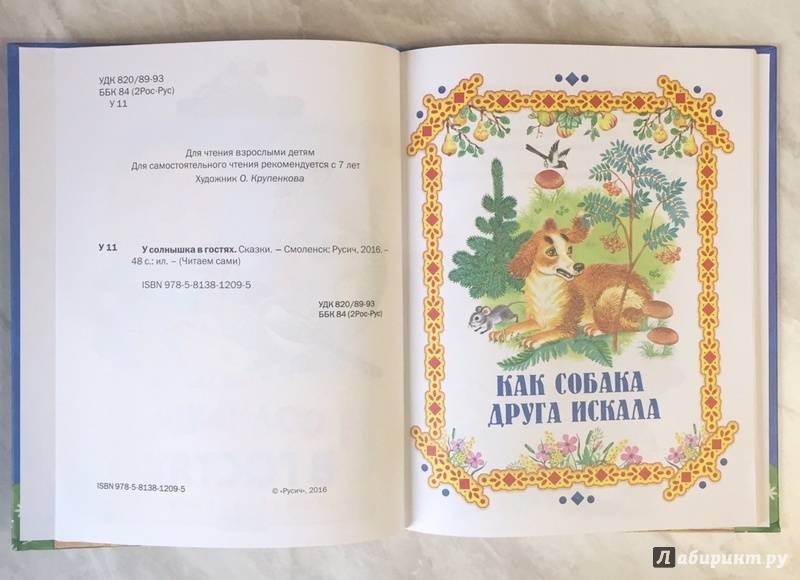 УДК 820/89-93
ББК 84 (2Рос-Рус)
У 11
Для чтения взрослыми детям
Для самостоятельного чтения рекомендуется с 7 лет
Художник О. Крупенкова
У 11 У солнышка в гостях. Сказки. – Смоленск: Русич, 2016. –
48 с.: ил. – (Читаем сами)
ISBN 978-5-8138-1209-5
УДК 820/89-93
ББК 84 (2Рос-Рус)
ISBN 978-5-8138-1209-5
© «Русич», 2016
КАК СОБАКА
ДРУГА ИСКАЛА
Лабиринт.ру